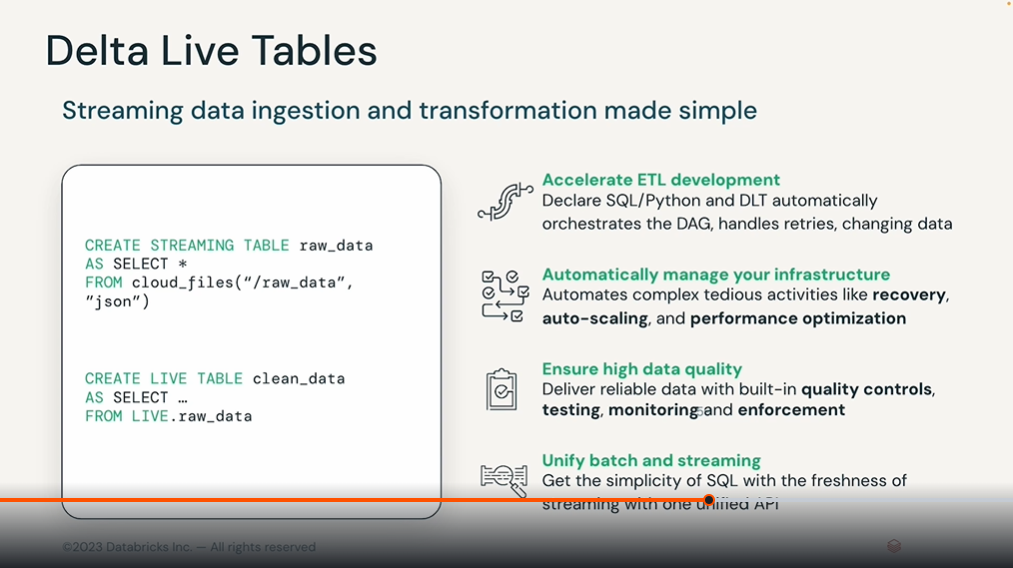 Delta Live Tables
Streaming data ingestion and transformation made simple
CREATE STREAMING TABLE raw_data
AS SELECT *
FROM cloud_files(“/raw_data”,
”json”)
CREATE LIVE TABLE clean_data
AS SELECT …
FROM LIVE.raw_data
Accelerate ETL development
Declare SQL/Python and DLT automatically
orchestrates the DAG, handles retries, changing data
Automatically manage your infrastructure
Automates complex tedious activities like recovery,
auto-scaling, and performance optimization
Ensure high data quality
Deliver reliable data with built-in quality controls,
testing, monitoring and enforcement
Unify batch and streaming
Get the simplicity of SQL with the freshness of
streaming with one unified API
©2023 Databricks Inc. — All rights reserved